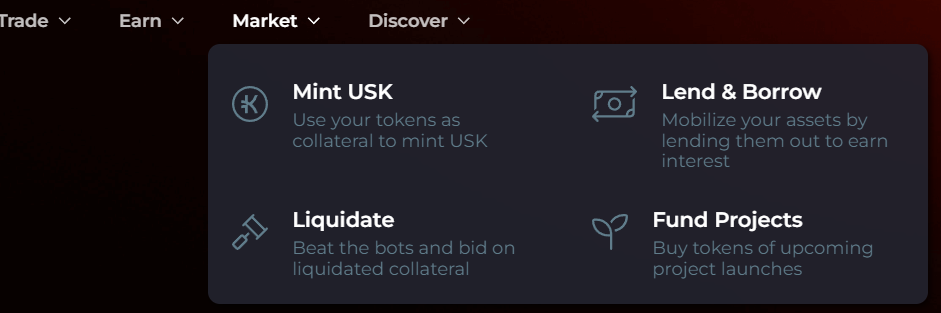 Trade Earn Market Discover
Mint USK
Use your tokens as
collateral to mint USK
Lend & Borrow
Mobilize your assets by
lending them out to earn
interest
Liquidate
Beat the bots and bid on
liquidated collateral
Fund Projects
Buy tokens of upcoming
project launches